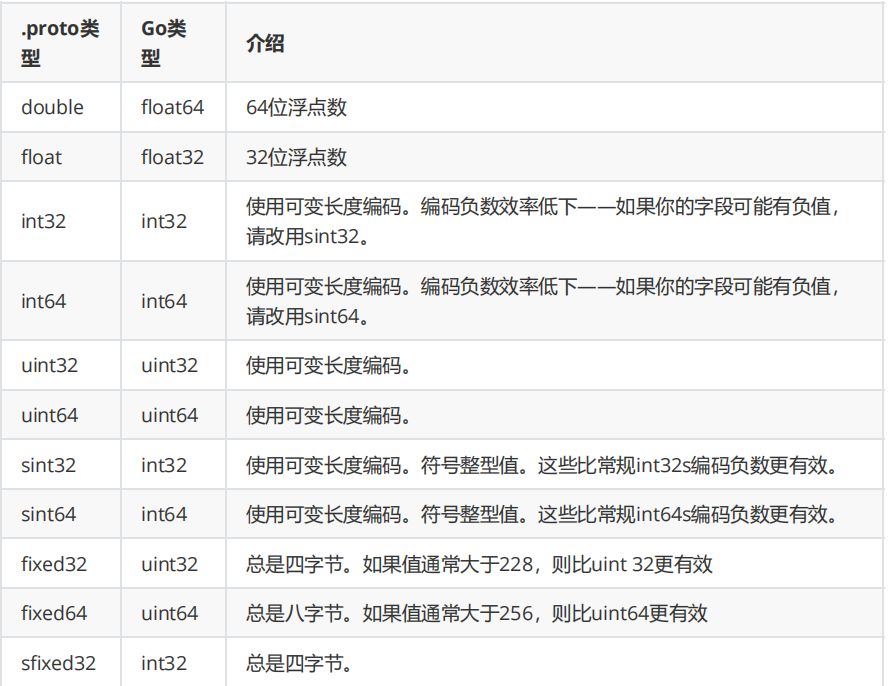 .proto类 Go类 介绍
型 型
double float64 64位浮点数
float float32 32位浮点数
int32 int32 使用可变长度编码。编码负数效率低下——如果你的字段可能有负值，
请改用sint32。
int64 int64 使用可变长度编码。编码负数效率低下——如果你的字段可能有负值，
请改用sint64。
uint32 uint32 使用可变长度编码。
uint64 uint64 使用可变长度编码。
sint32 int32 使用可变长度编码。符号整型值。这些比常规int32s编码负数更有效。
sint64 int64 使用可变长度编码。符号整型值。这些比常规int64s编码负数更有效。
fixed32 uint32 总是四字节。如果值通常大于228，则比uint 32更有效
fixed64 uint64 总是八字节。如果值通常大于256，则比uint64更有效
sfixed32 int32 总是四字节。